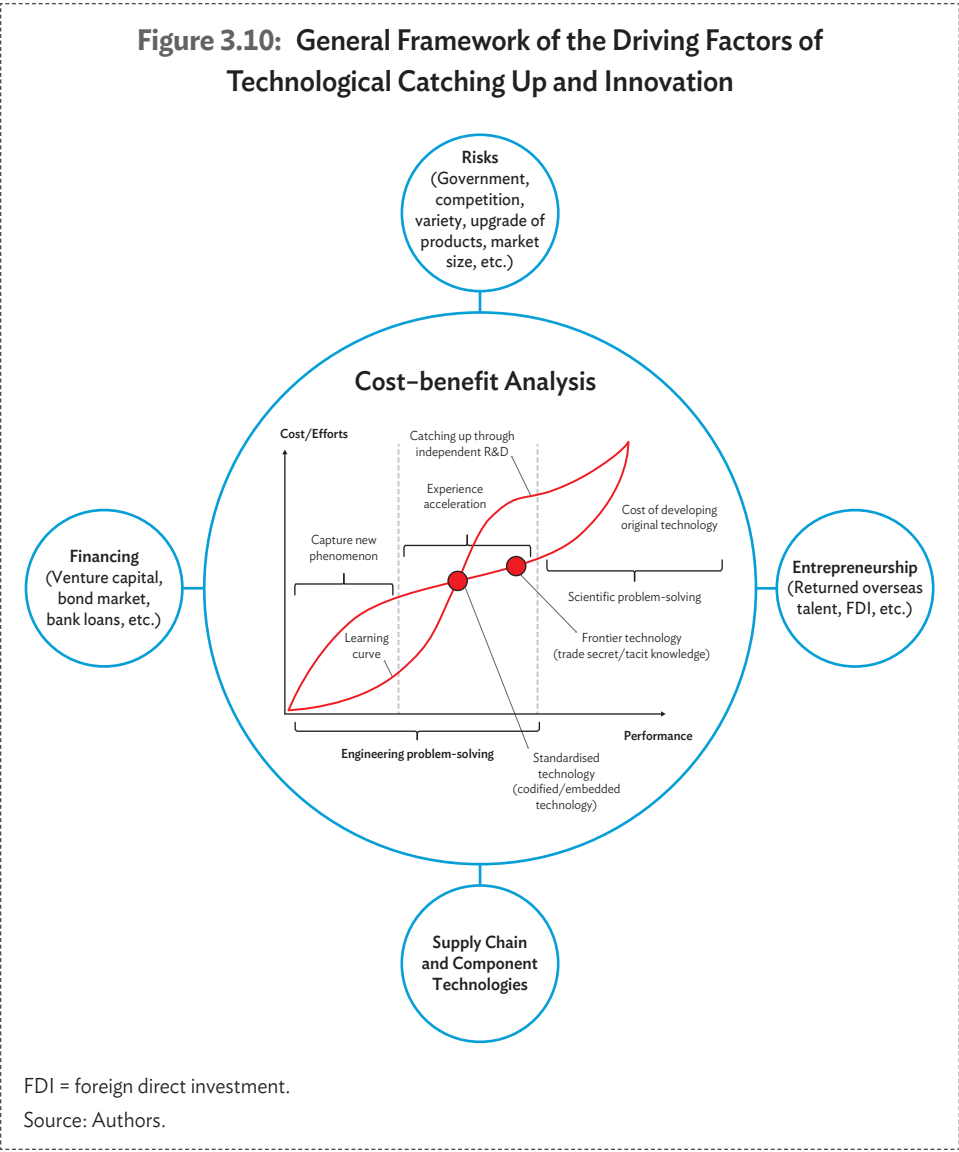 Figure 3.10: General Framework of the Driving Factors of
Technological Catching Up and Innovation
Risks
(Government,
competition,
variety, upgrade of
products, market
size, etc.)
Cost–benefit Analysis
Cost/Efforts
Catching up through
independent R&D
Experience
acceleration
Cost of developing
original technology
Capture new
phenomenon
Financing
(Venture capital,
bond market,
bank loans, etc.)
Entrepreneurship
(Returned overseas
talent, FDI, etc.)
Scientific problem-solving
Learning
curve
Frontier technology
(trade secret/tacit knowledge)
Performance
Engineering problem-solving
Standardised
technology
(codified/embedded
technology)
Supply Chain
and Component
Technologies
FDI = foreign direct investment.
Source: Authors.